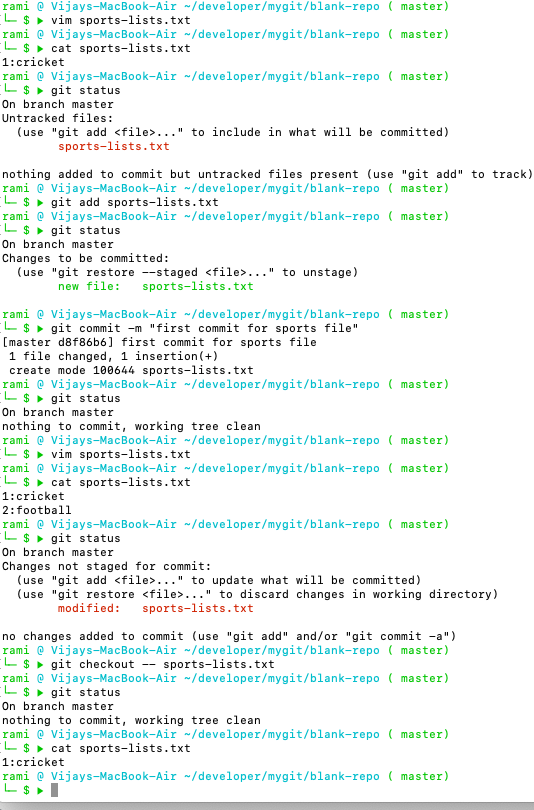 rami @ Vijays-MacBook-Air ~/developer/mygit/blank-repo ( master)
└─ $ ▶ vim sports-lists.txt
rami @ Vijays-MacBook-Air ~/developer/mygit/blank-repo ( master)
└─ $ ▶ cat sports-lists.txt
1:cricket
rami @ Vijays-MacBook-Air ~/developer/mygit/blank-repo ( master)
└─ $ ▶ git status
On branch master
Untracked files:
  (use "git add <file>..." to include in what will be committed)
        sports-lists.txt

nothing added to commit but untracked files present (use "git add" to track)
rami @ Vijays-MacBook-Air ~/developer/mygit/blank-repo ( master)
└─ $ ▶ git add sports-lists.txt
rami @ Vijays-MacBook-Air ~/developer/mygit/blank-repo ( master)
└─ $ ▶ git status
On branch master
Changes to be committed:
  (use "git restore --staged <file>..." to unstage)
        new file:   sports-lists.txt

rami @ Vijays-MacBook-Air ~/developer/mygit/blank-repo ( master)
└─ $ ▶ git commit -m "first commit for sports file"
[master d8f86b6] first commit for sports file
 1 file changed, 1 insertion(+)
 create mode 100644 sports-lists.txt
rami @ Vijays-MacBook-Air ~/developer/mygit/blank-repo ( master)
└─ $ ▶ git status
On branch master
nothing to commit, working tree clean
rami @ Vijays-MacBook-Air ~/developer/mygit/blank-repo ( master)
└─ $ ▶ vim sports-lists.txt
rami @ Vijays-MacBook-Air ~/developer/mygit/blank-repo ( master)
└─ $ ▶ cat sports-lists.txt
1:cricket
2:football
rami @ Vijays-MacBook-Air ~/developer/mygit/blank-repo ( master)
└─ $ ▶ git status
On branch master
Changes not staged for commit:
  (use "git add <file>..." to update what will be committed)
  (use "git restore <file>..." to discard changes in working directory)
        modified:   sports-lists.txt

no changes added to commit (use "git add" and/or "git commit -a")
rami @ Vijays-MacBook-Air ~/developer/mygit/blank-repo ( master)
└─ $ ▶ git checkout -- sports-lists.txt
rami @ Vijays-MacBook-Air ~/developer/mygit/blank-repo ( master)
└─ $ ▶ git status
On branch master
nothing to commit, working tree clean
rami @ Vijays-MacBook-Air ~/developer/mygit/blank-repo ( master)
└─ $ ▶ cat sports-lists.txt
1:cricket
rami @ Vijays-MacBook-Air ~/developer/mygit/blank-repo ( master)
└─ $ ▶